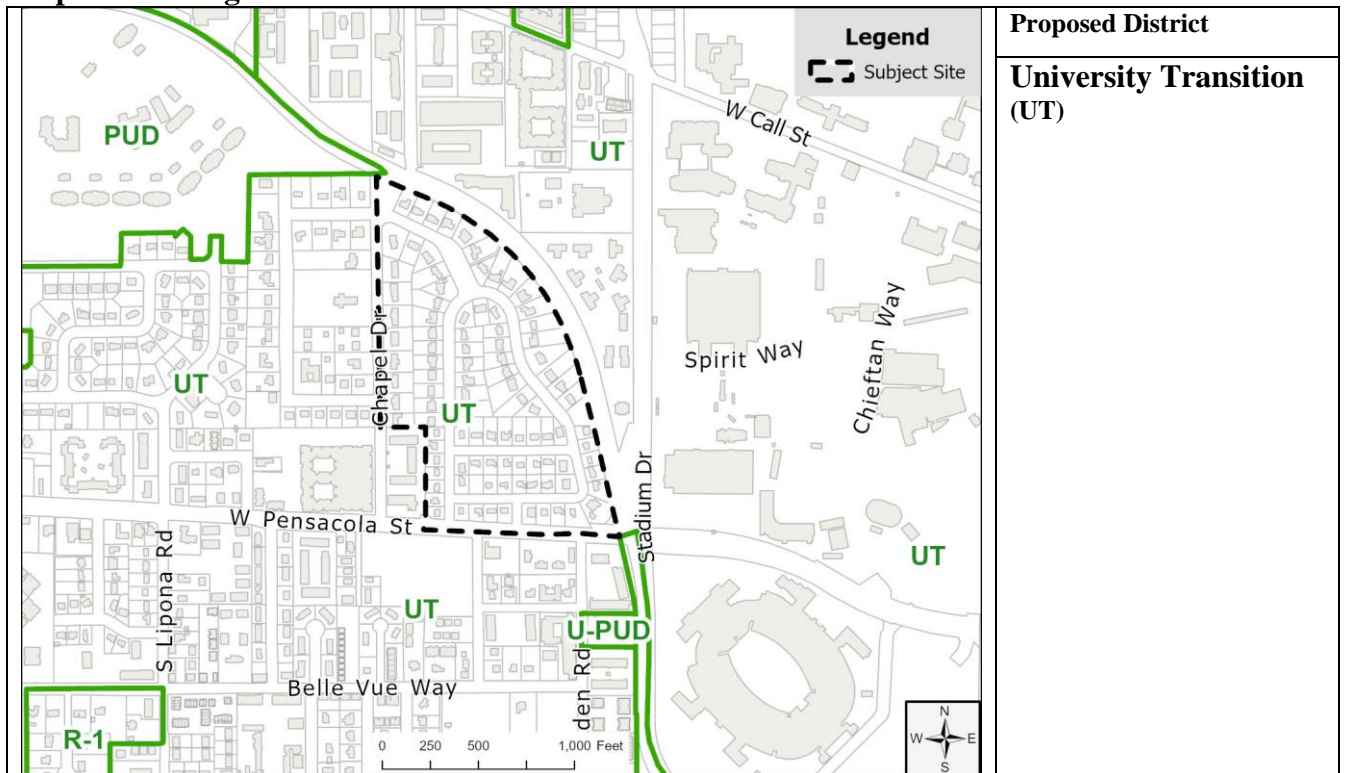 Legend
Subject Site
Proposed District
University Transition
(UT)
W Call St
PUD
UT
Chapel Dr
Spirit Way
Chieftan Way
UT
UT
Stadium Dr
W Pensacola St
S Lipona Rd
UT
UT
U-PUD
den Rd
Belle Vue Way
R-1
0 250 500 1,000 Feet
N
W E
S